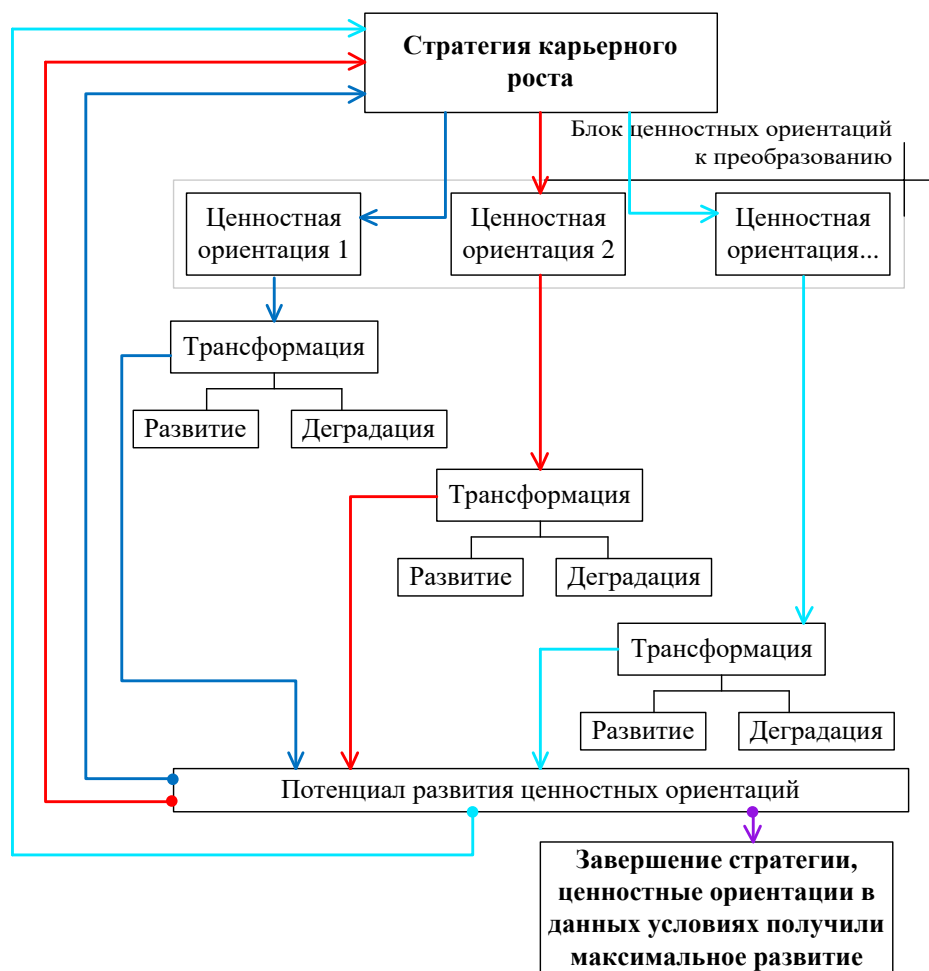 Стратегия карьерного
роста
Блок ценностных ориентаций
к преобразованию
Ценностная
ориентация 1
Ценностная
ориентация 2
Ценностная
ориентация...
Трансформация
Развитие
Деградация
Трансформация
Развитие
Деградация
Трансформация
Развитие
Деградация
Потенциал развития ценностных ориентаций
Завершение стратегии,
ценностные ориентации в
данных условиях получили
максимальное развитие